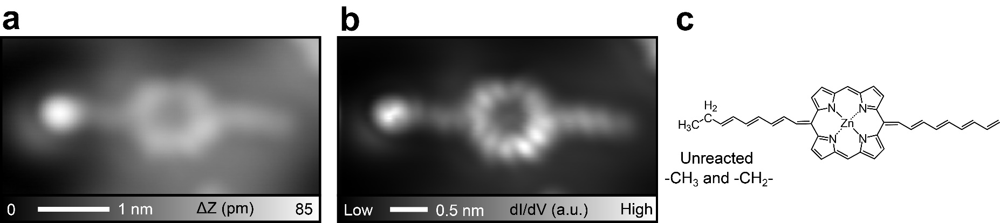 a
b
c
0 1 nm ΔZ (pm) 85
Low 0.5 nm dI/dV (a.u.) High
H₂
C
H₃C
N N
Zn
N N
Unreacted
-CH₃ and -CH₂-